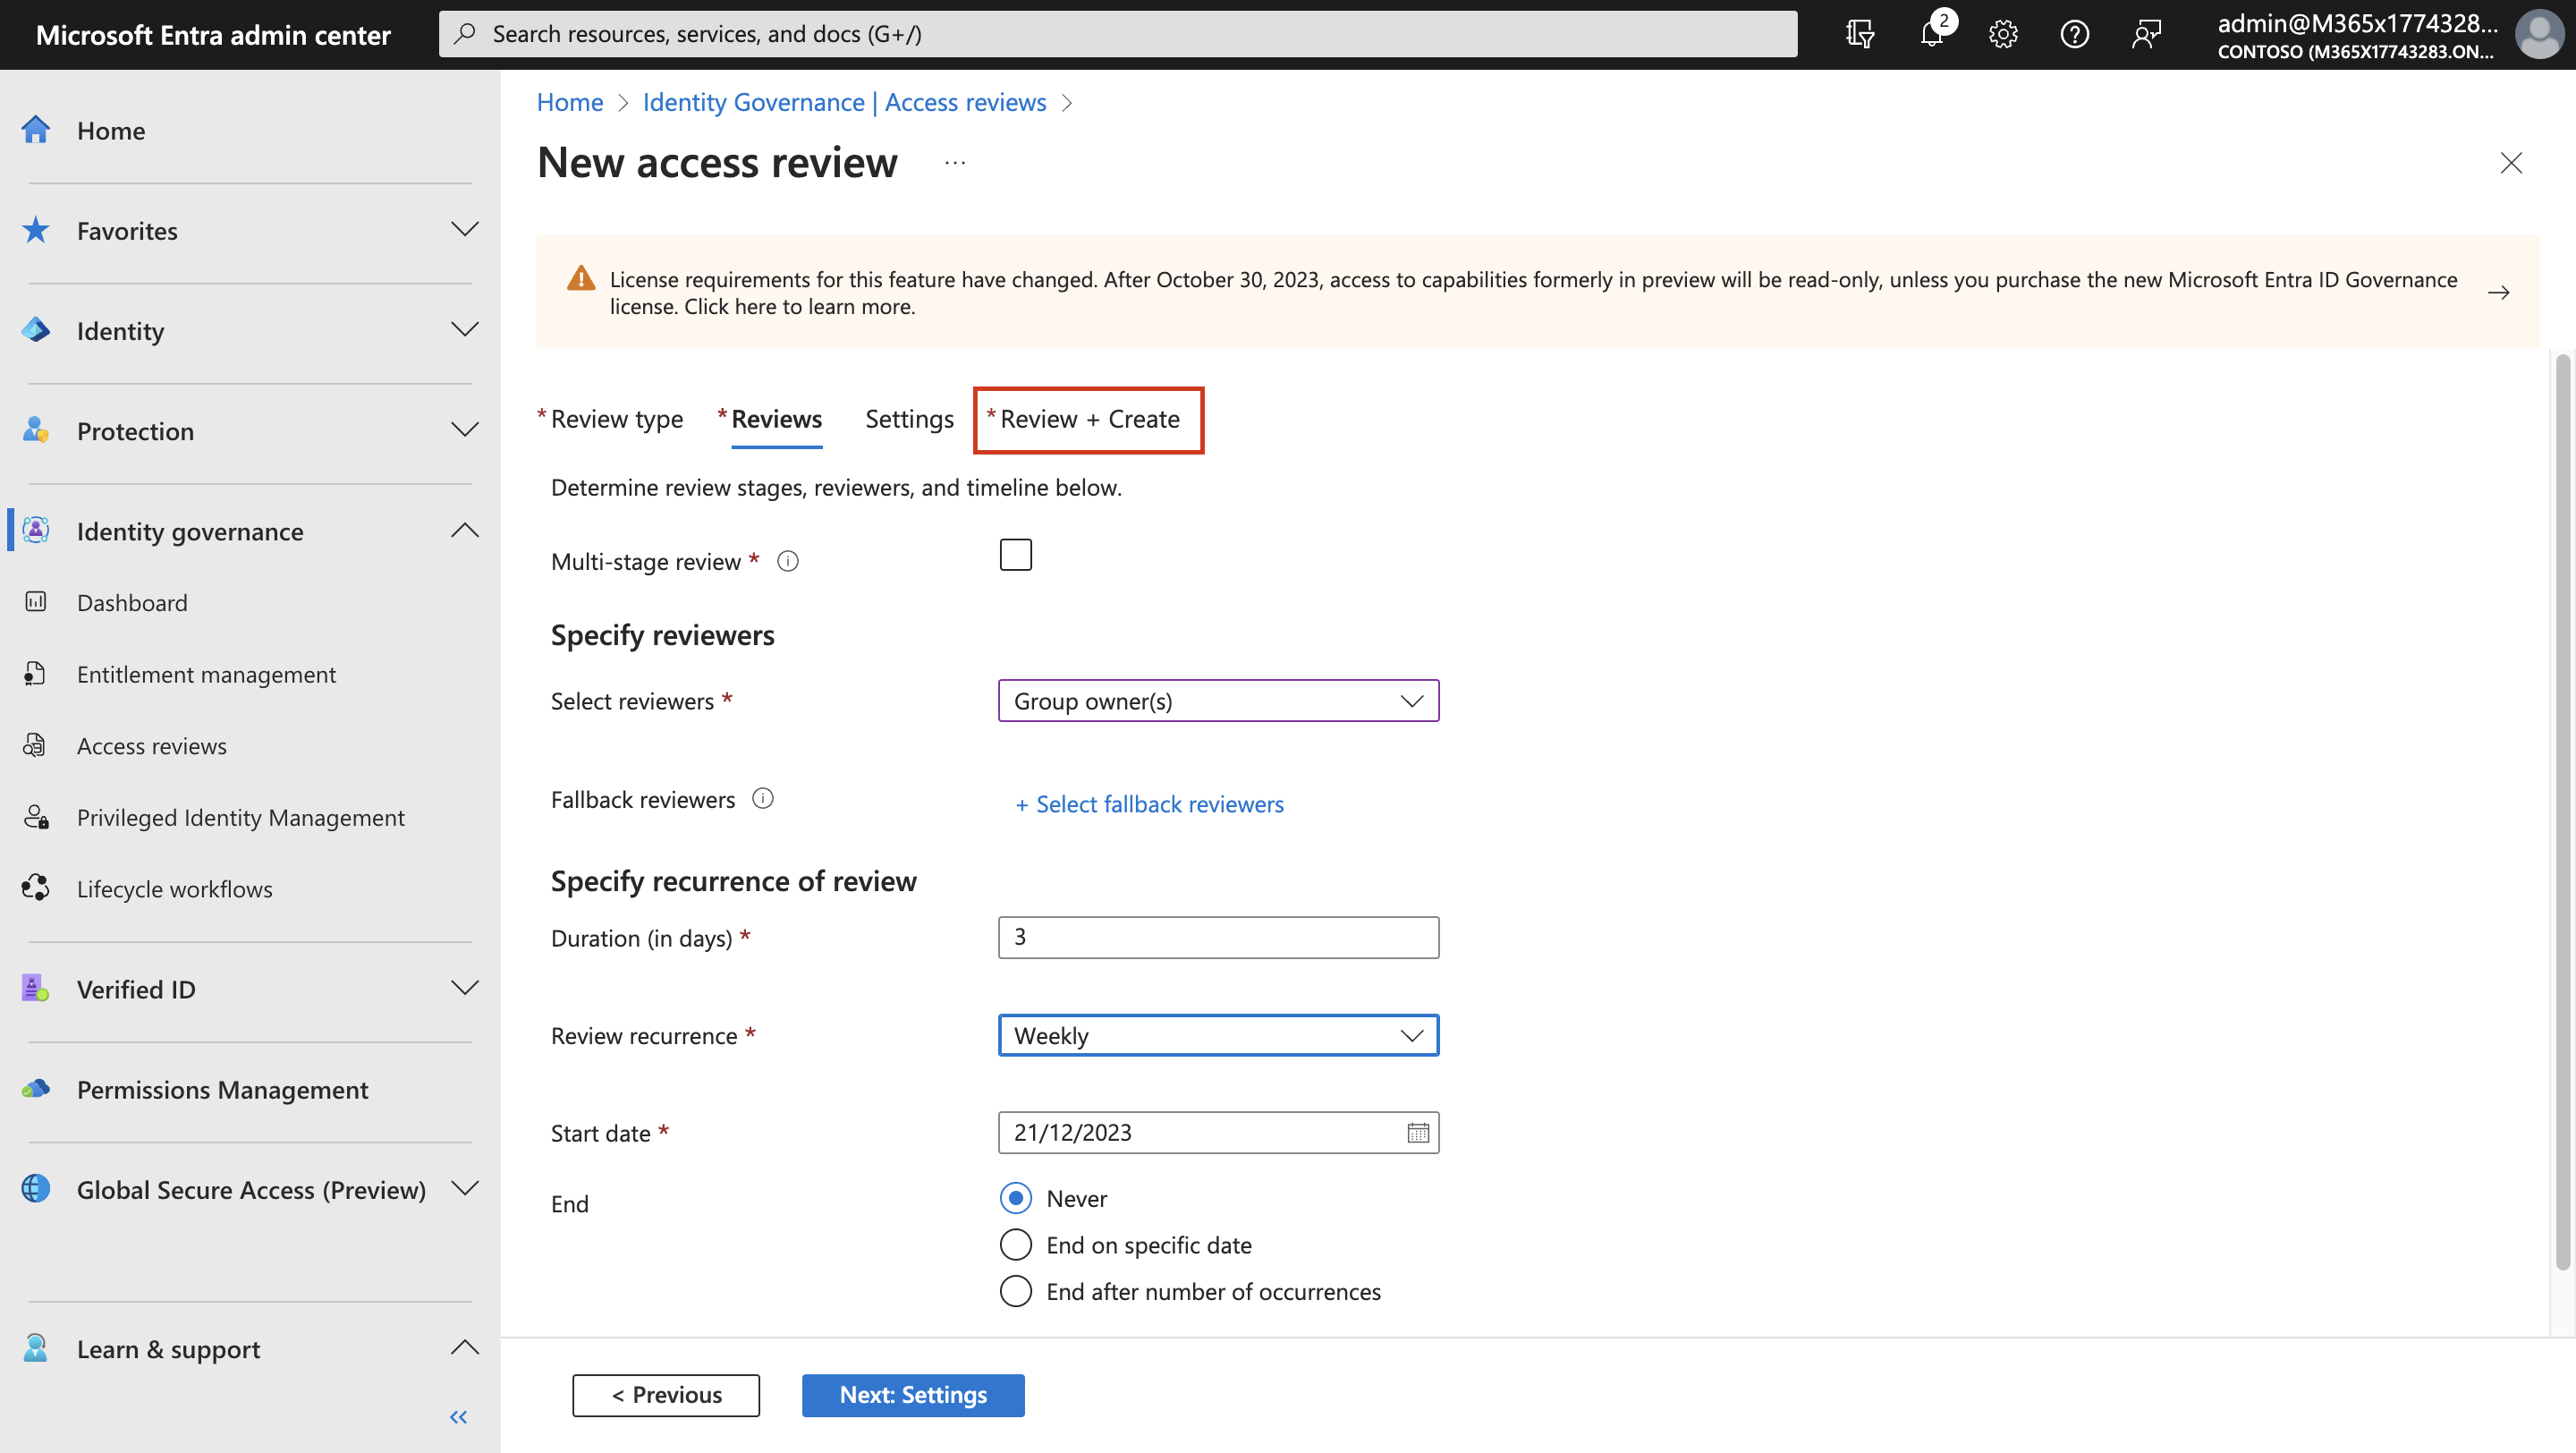 Microsoft Entra admin center
Search resources, services, and docs (G+/)
2
admin@M365x1774328...
CONTOSO (M365X17743283.ON...
Home
Favorites
Identity
Protection
Identity governance
Dashboard
Entitlement management
Access reviews
Privileged Identity Management
Lifecycle workflows
Verified ID
Permissions Management
Global Secure Access (Preview)
Learn & support
Home > Identity Governance | Access reviews >
New access review ...
License requirements for this feature have changed. After October 30, 2023, access to capabilities formerly in preview will be read-only, unless you purchase the new Microsoft Entra ID Governance
license. Click here to learn more.
* Review type * Reviews Settings * Review + Create
Determine review stages, reviewers, and timeline below.
Multi-stage review *
Specify reviewers
Select reviewers * Group owner(s)
Fallback reviewers + Select fallback reviewers
Specify recurrence of review
Duration (in days) * 3
Review recurrence * Weekly
Start date * 21/12/2023
End Never
End on specific date
End after number of occurrences
< Previous Next: Settings